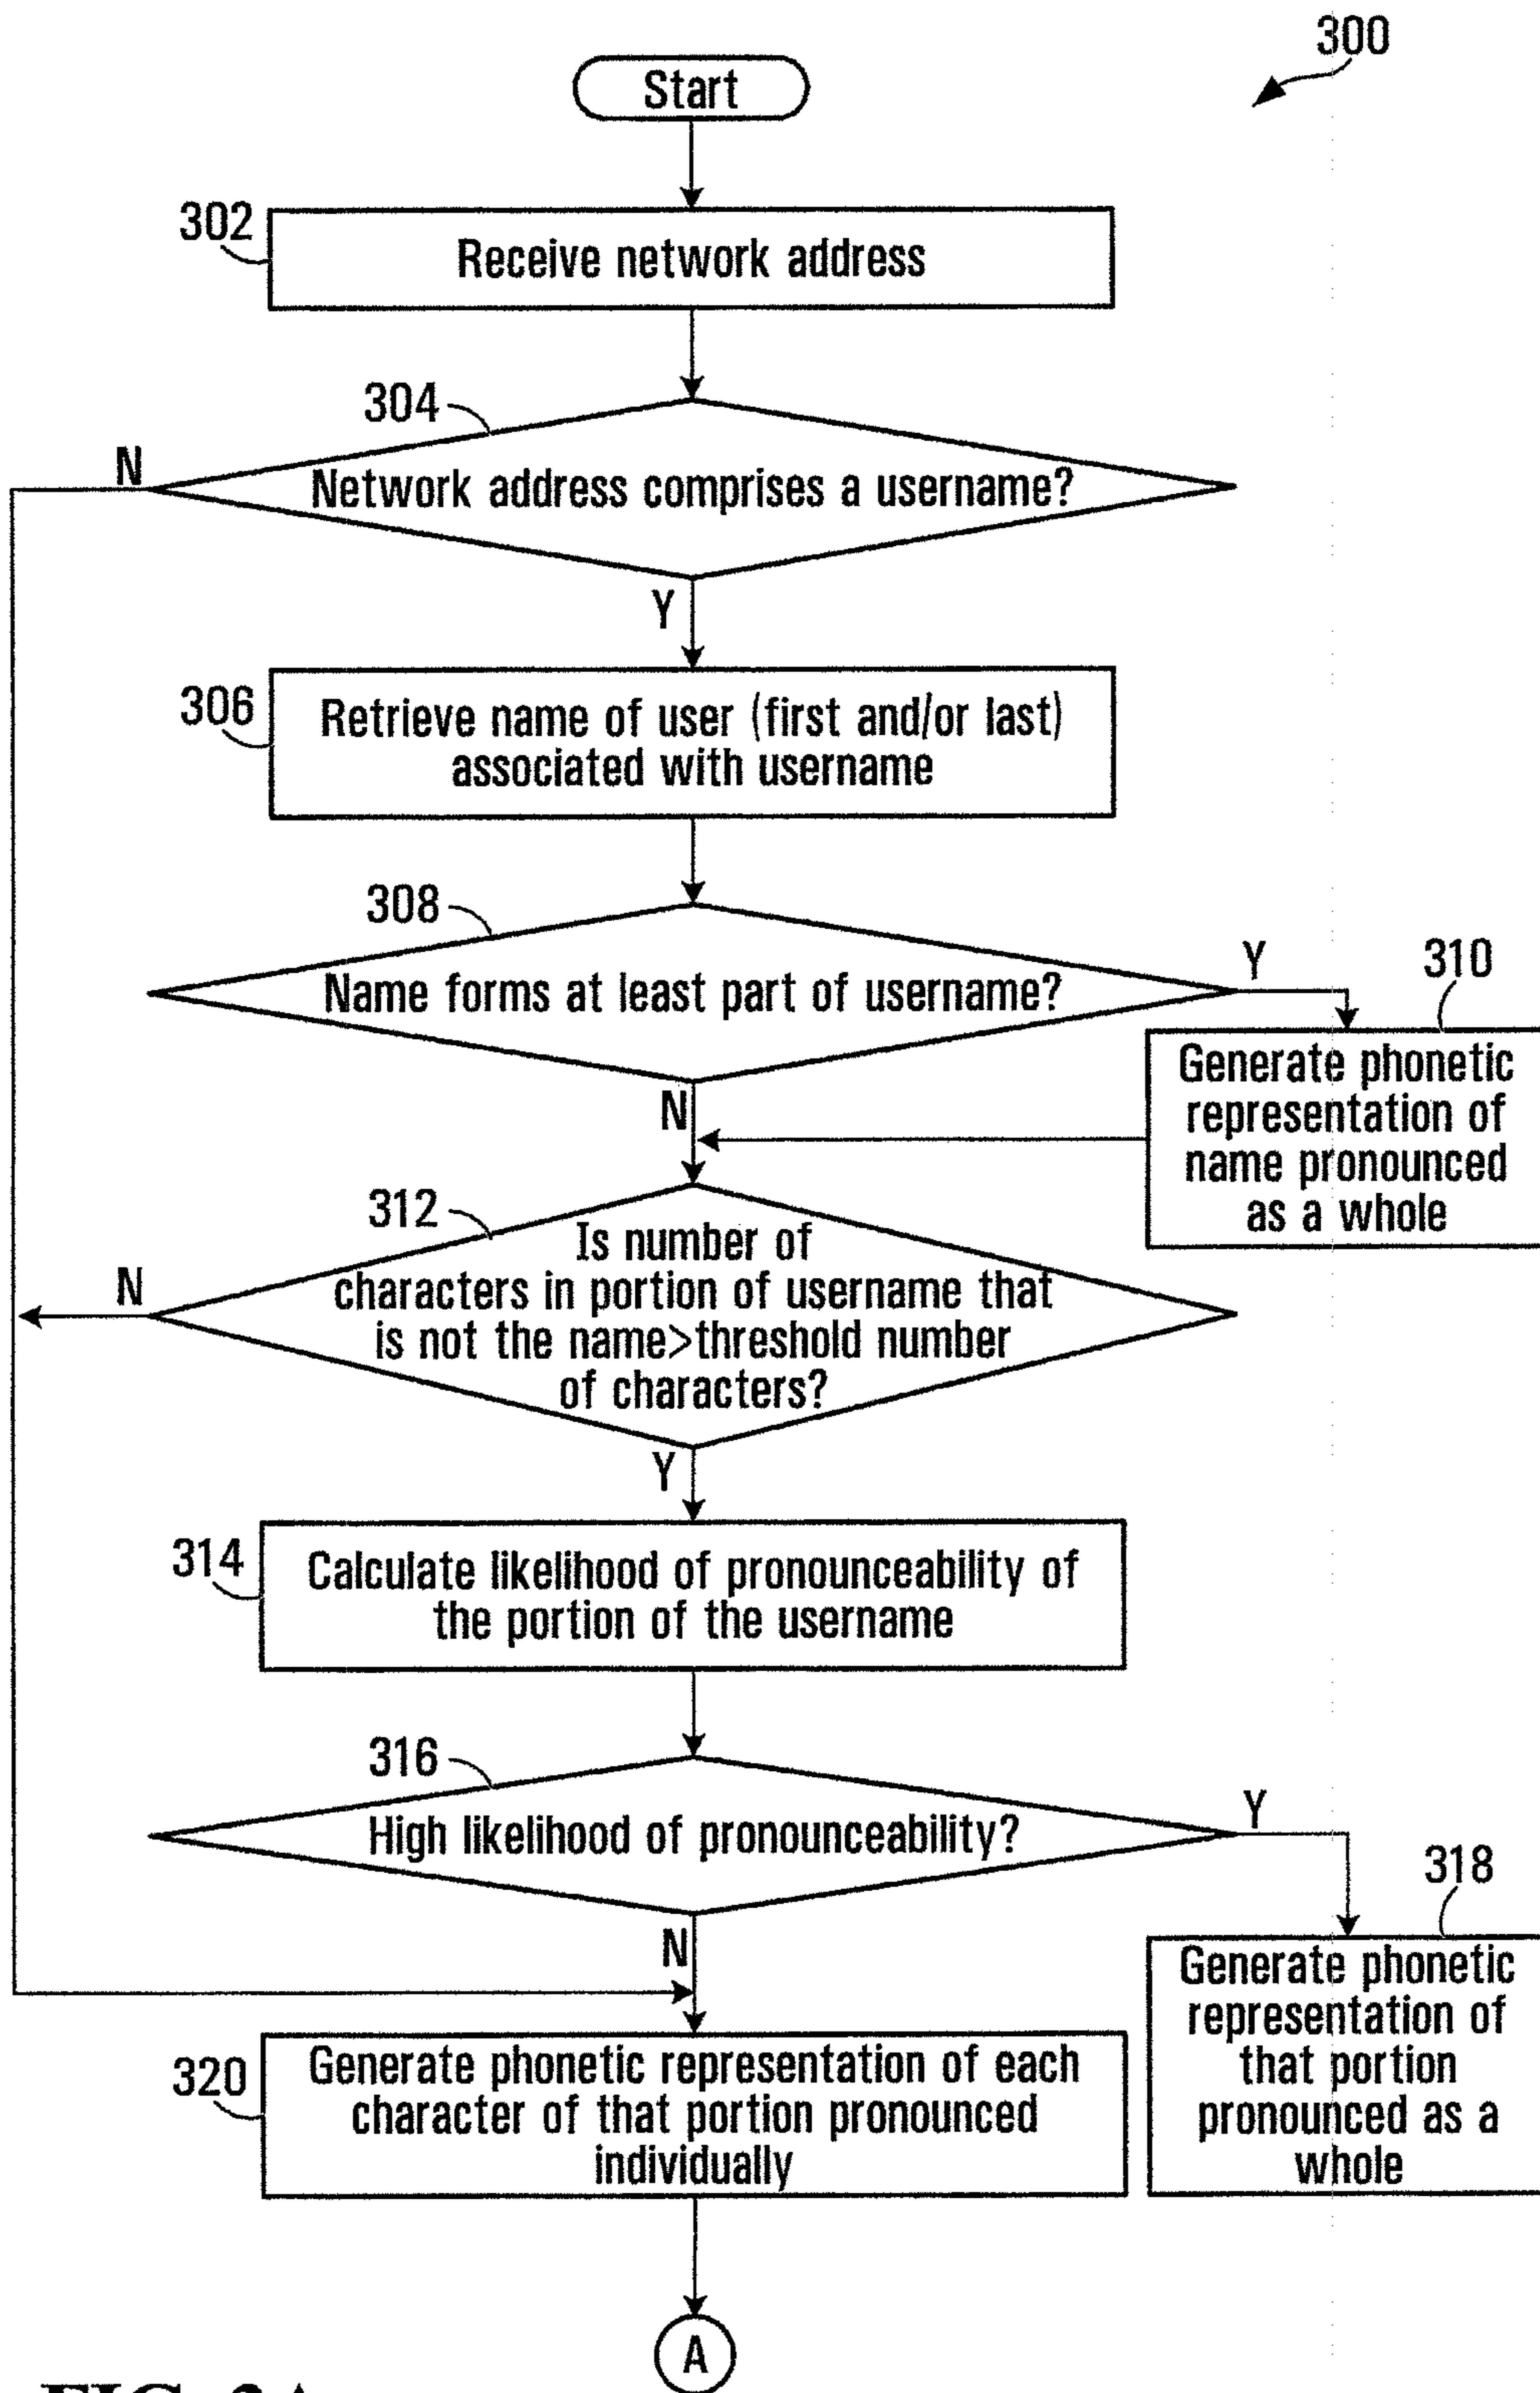 300
Start
302
Receive network address
304
N
Network address comprises a username?
Y
306
Retrieve name of user (first and/or last)
associated with username
308
Name forms at least part of username?
Y
310
Generate phonetic
representation of
name pronounced
as a whole
N
312
Is number of
characters in portion of username that
is not the name>threshold number
of characters?
N
Y
314
Calculate likelihood of pronounceability of
the portion of the username
316
High likelihood of pronounceability?
Y
318
Generate phonetic
representation of
that portion
pronounced as a
whole
N
320
Generate phonetic representation of each
character of that portion pronounced
individually
A